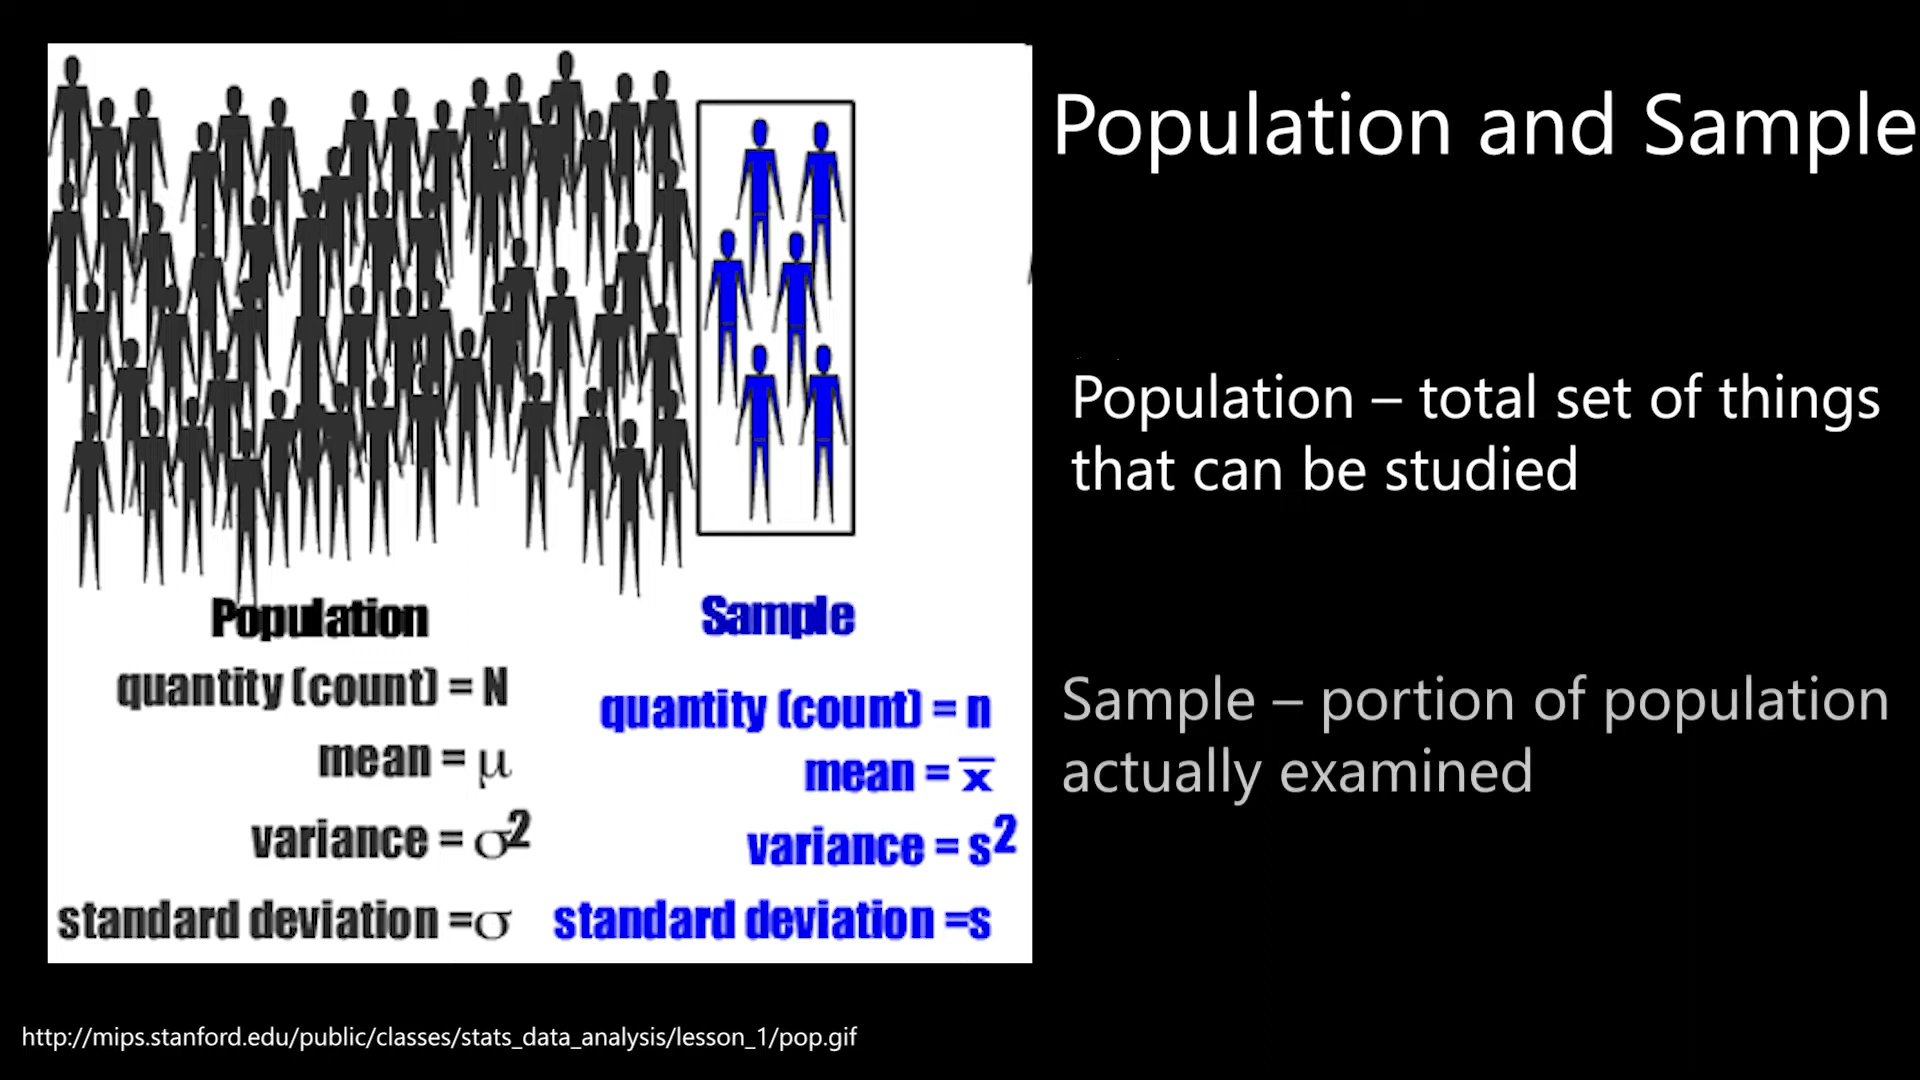 Population and Sample
Population – total set of things
that can be studied
Sample – portion of population
actually examined
Population
quantity (count) = N
mean = μ
variance = σ²
standard deviation =σ
Sample
quantity (count) = n
mean = x̄
variance = s²
standard deviation =s
http://mips.stanford.edu/public/classes/stats_data_analysis/lesson_1/pop.gif